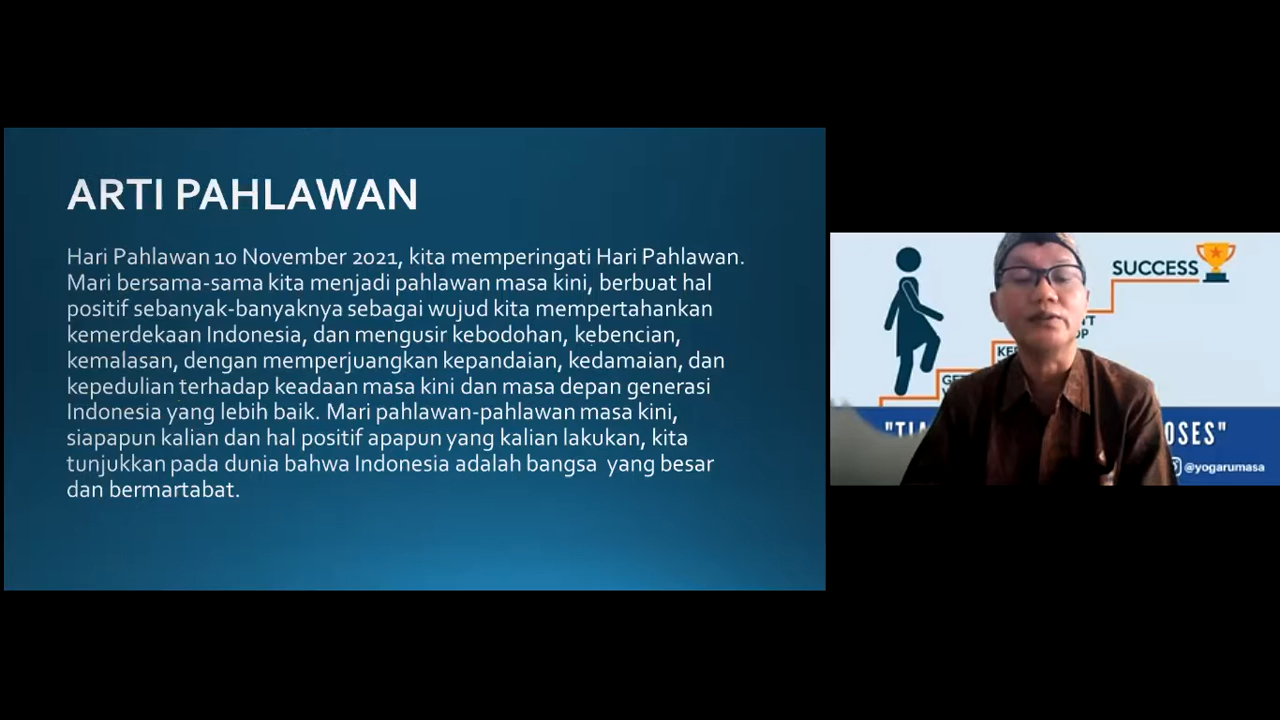 ARTI PAHLAWAN
Hari Pahlawan 10 November 2021, kita memperingati Hari Pahlawan.
Mari bersama-sama kita menjadi pahlawan masa kini, berbuat hal
positif sebanyak-banyaknya sebagai wujud kita mempertahankan
kemerdekaan Indonesia, dan mengusir kebodohan, kebencian,
kemalasan, dengan memperjuangkan kepandaian, kedamaian, dan
kepedulian terhadap keadaan masa kini dan masa depan generasi
Indonesia yang lebih baik. Mari pahlawan-pahlawan masa kini,
siapapun kalian dan hal positif apapun yang kalian lakukan, kita
tunjukkan pada dunia bahwa Indonesia adalah bangsa yang besar
dan bermartabat.
SUCCESS
@yogarumasa